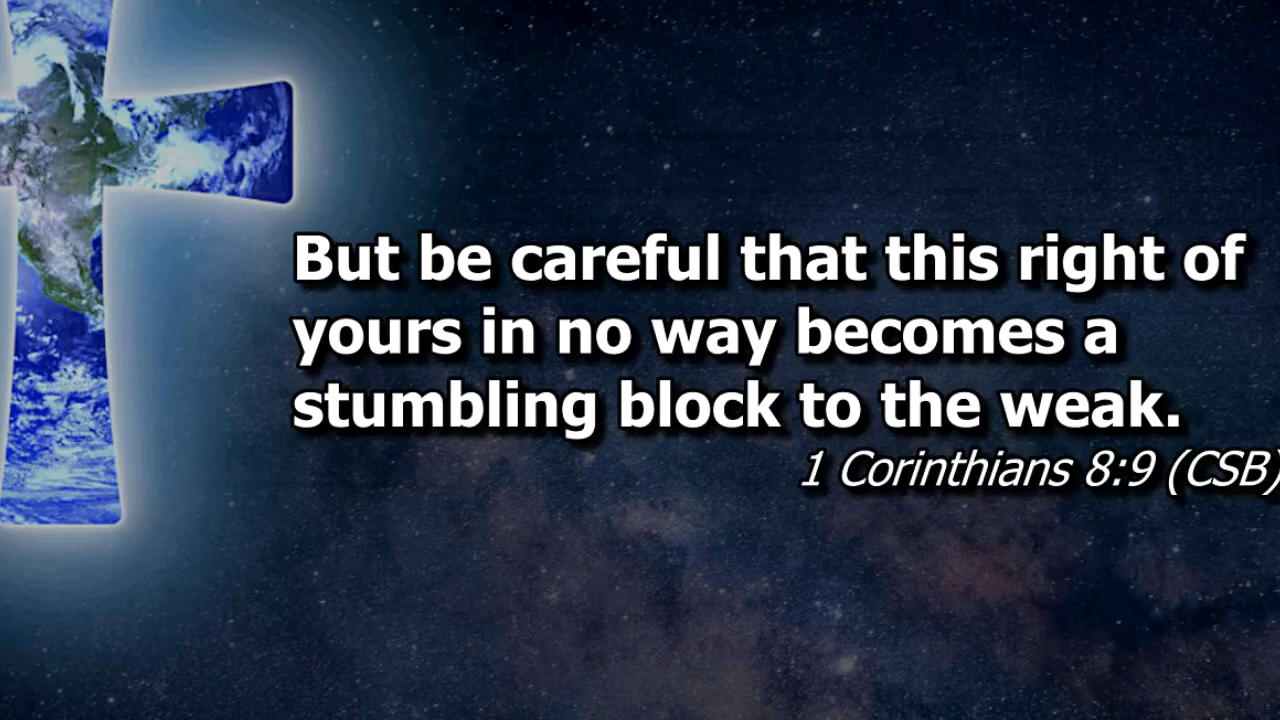 But be careful that this right of
yours in no way becomes a
stumbling block to the weak.
1 Corinthians 8:9 (CSB)